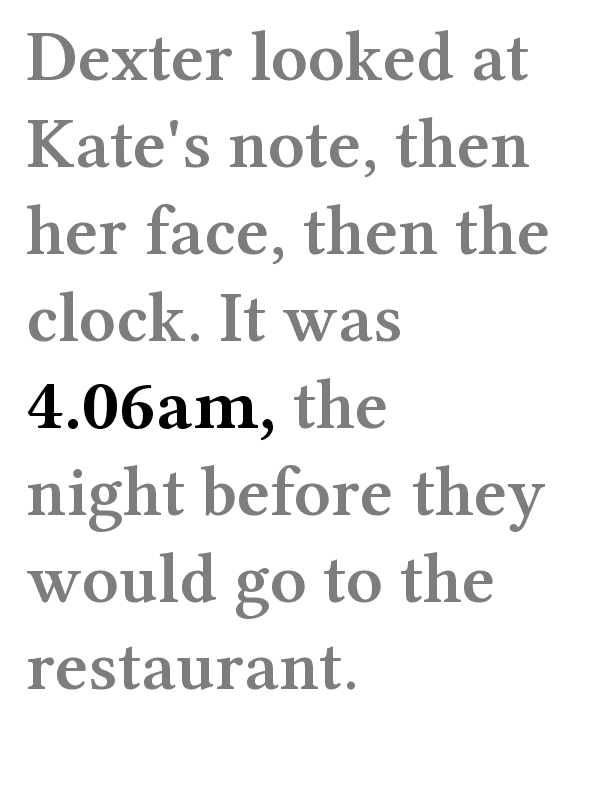 Dexter looked at
Kate's note, then
her face, then the
clock. It was
4.06am, the
night before they
would go to the
restaurant.